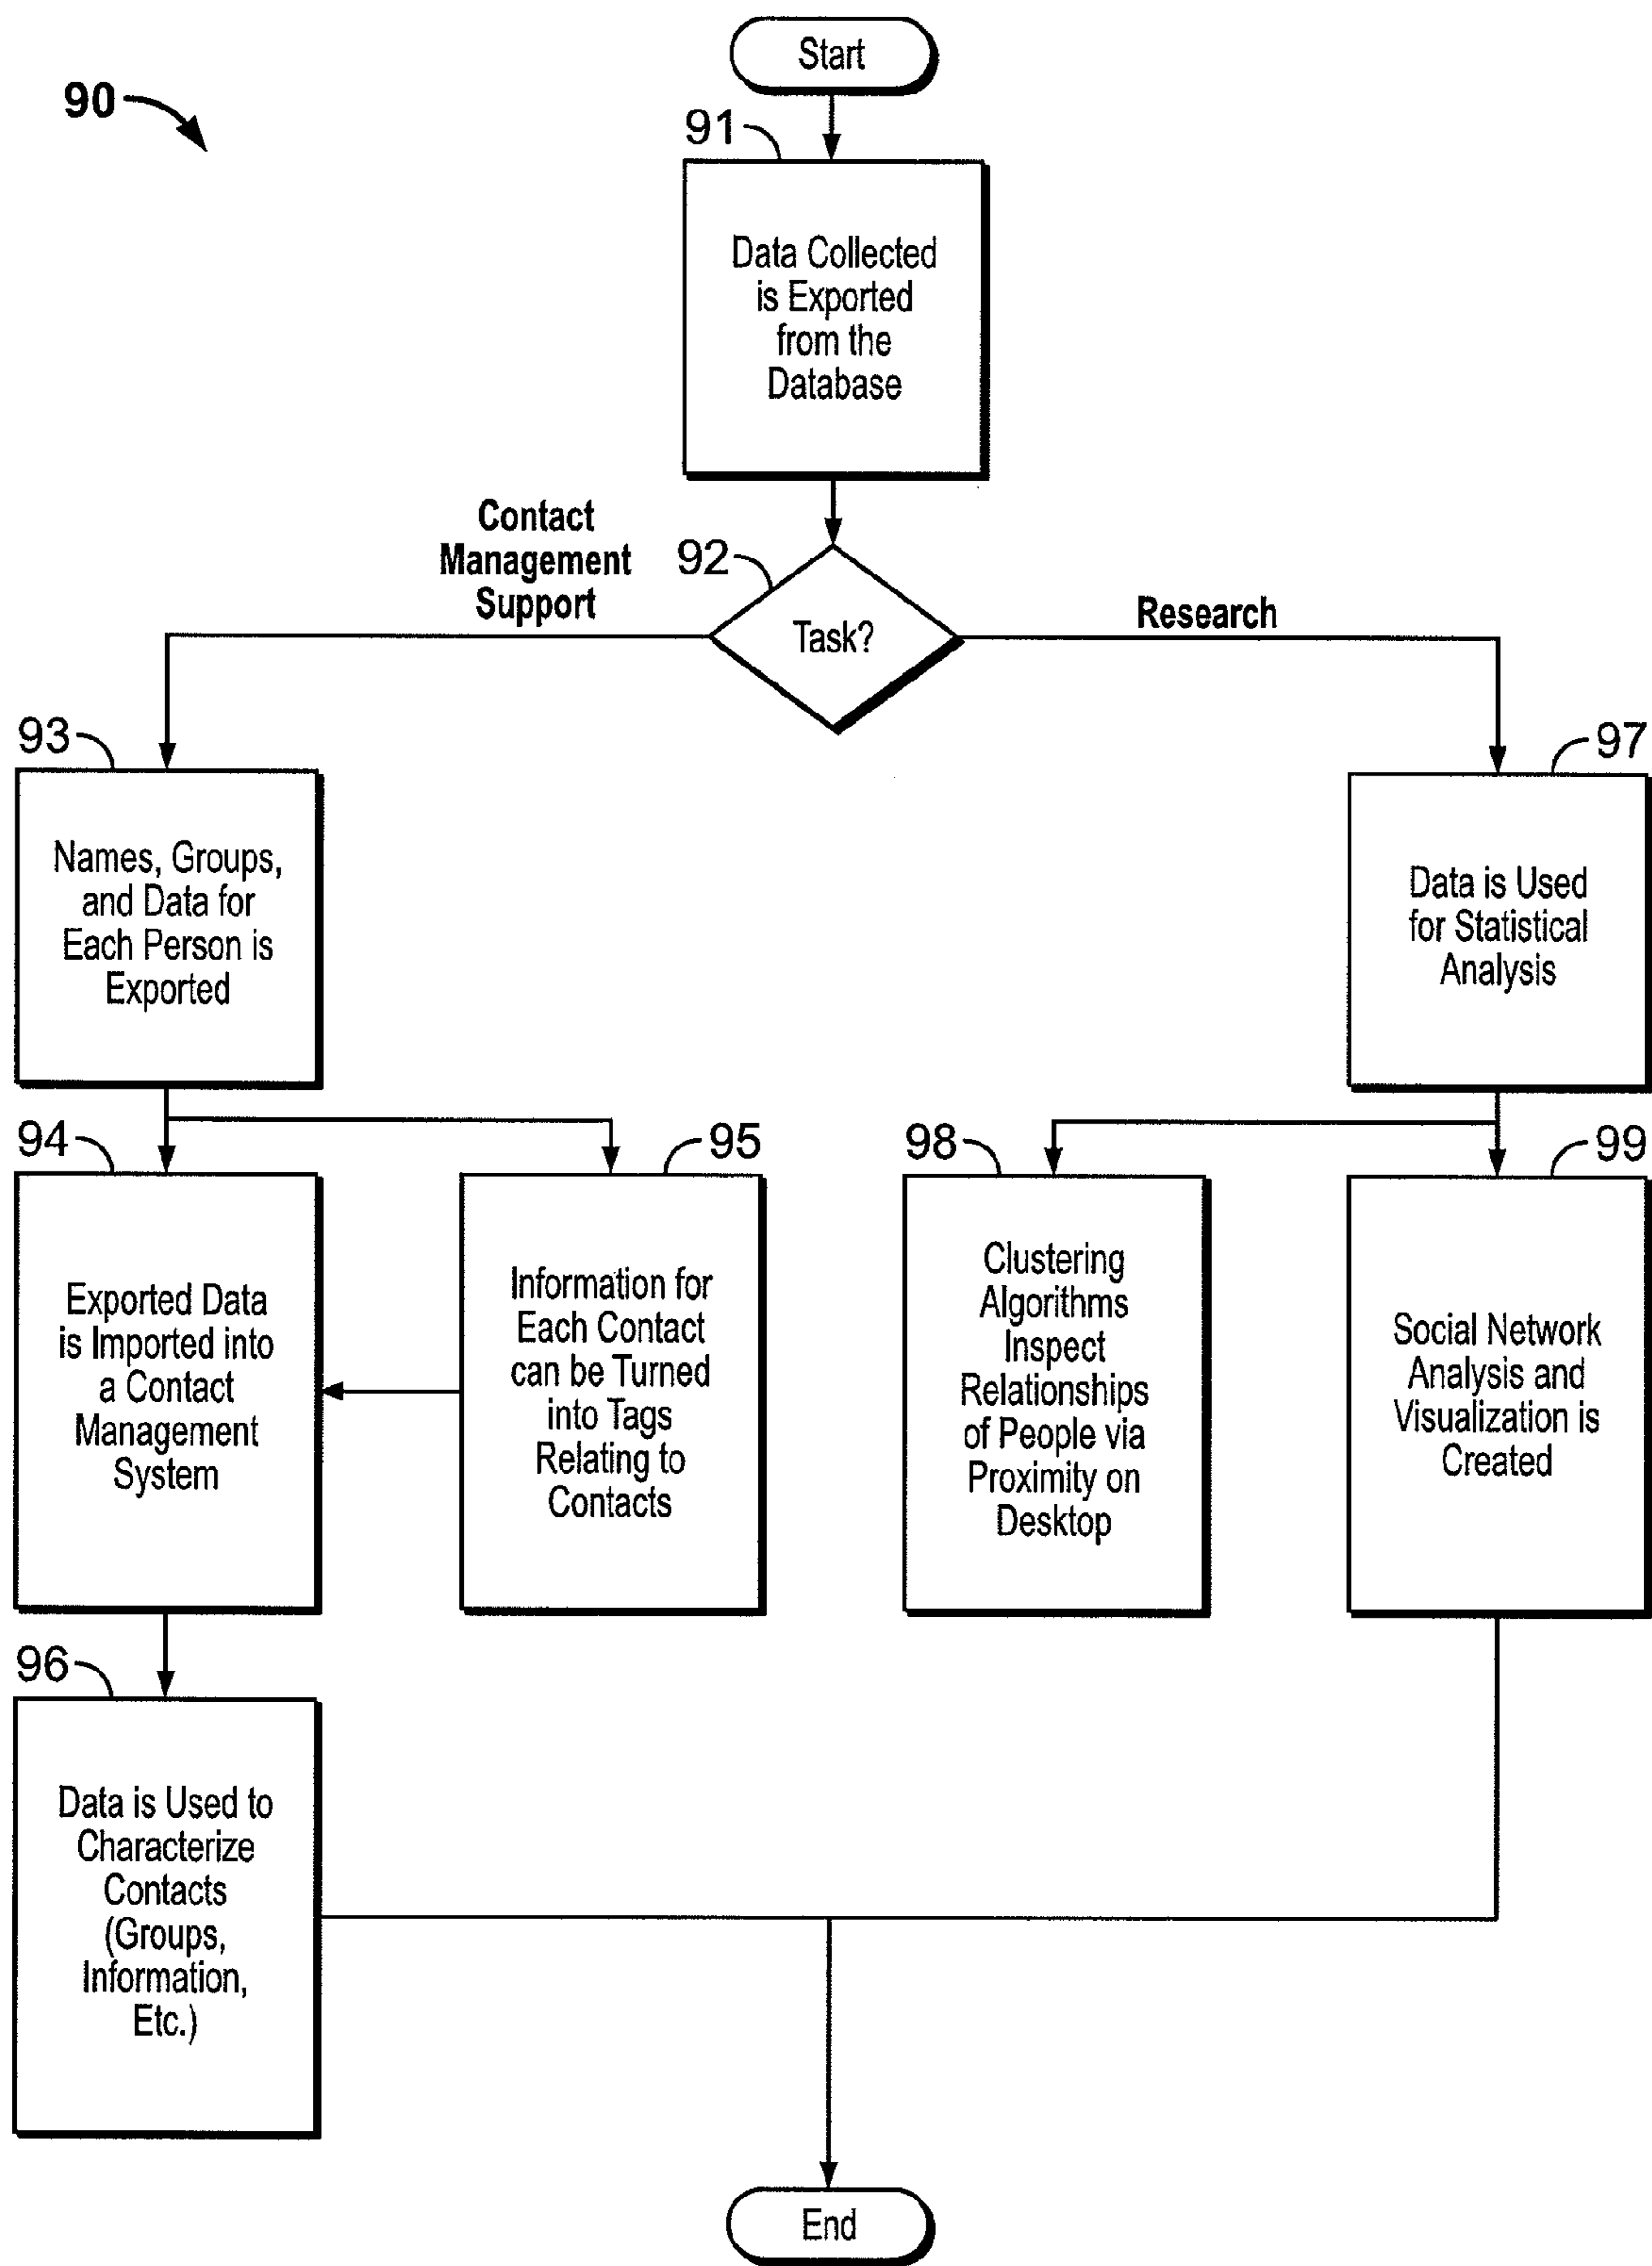 Start
90
91
Data Collected
is Exported
from the
Database
Contact
Management
Support
92
Task?
Research
93
Names, Groups,
and Data for
Each Person is
Exported
97
Data is Used
for Statistical
Analysis
94
Exported Data
is Imported into
a Contact
Management
System
95
Information for
Each Contact
can be Turned
into Tags
Relating to
Contacts
98
Clustering
Algorithms
Inspect
Relationships
of People via
Proximity on
Desktop
99
Social Network
Analysis and
Visualization is
Created
96
Data is Used to
Characterize
Contacts
(Groups,
Information,
Etc.)
End